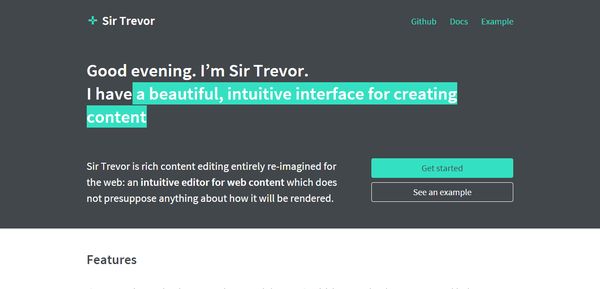 Sir Trevor
Github Docs Example
Good evening. I'm Sir Trevor.
I have a beautiful, intuitive interface for creating
content
Sir Trevor is rich content editing entirely re-imagined for
the web: an intuitive editor for web content which does
not presuppose anything about how it will be rendered.
Get started
See an example
Features